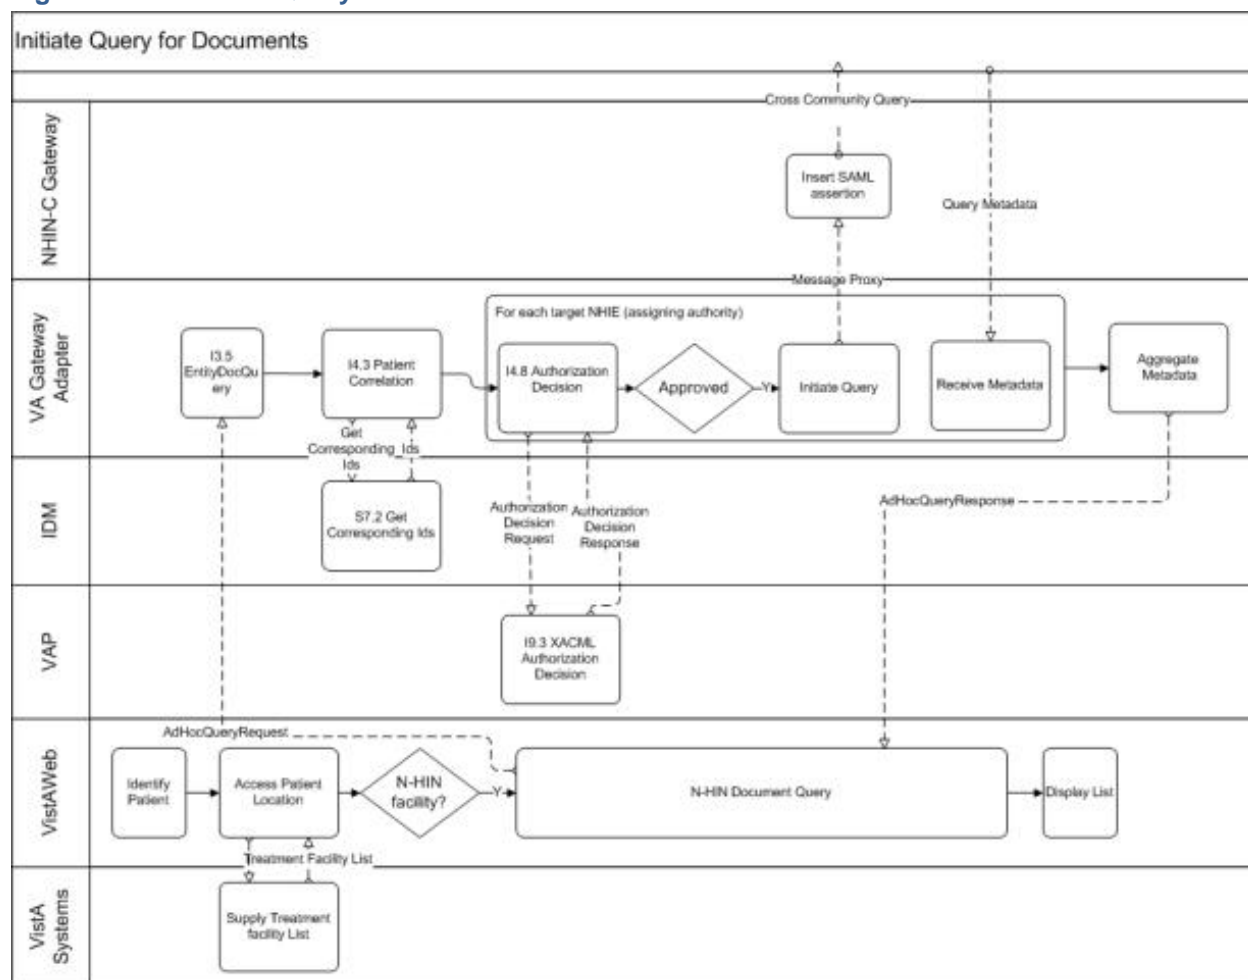 Initiate Query for Documents
NHIN-C Gateway
Cross Community Query
Insert SAML
assertion
Query Metadata
Message Proxy
VA Gateway
Adapter
For each target NHIE (assigning authority)
I3.5
EntityDocQu
ery
I4.3 Patient
Correlation
I4.8 Authorization
Decision
Approved
Y
Initiate Query
Receive Metadata
Aggregate
Metadata
Get
Corresponding
Ids
Ids
IDM
S7.2 Get
Corresponding Ids
Authorization
Decision
Request
Authorization
Decision
Response
AdHocQueryResponse
VAP
I9.3 XACML
Authorization
Decision
VistAWeb
AdHocQueryRequest
Identify
Patient
Access Patient
Location
N-HIN
facility?
Y
N-HIN Document Query
Display List
Treatment Facility List
VistA
Systems
Supply Treatment
facility List